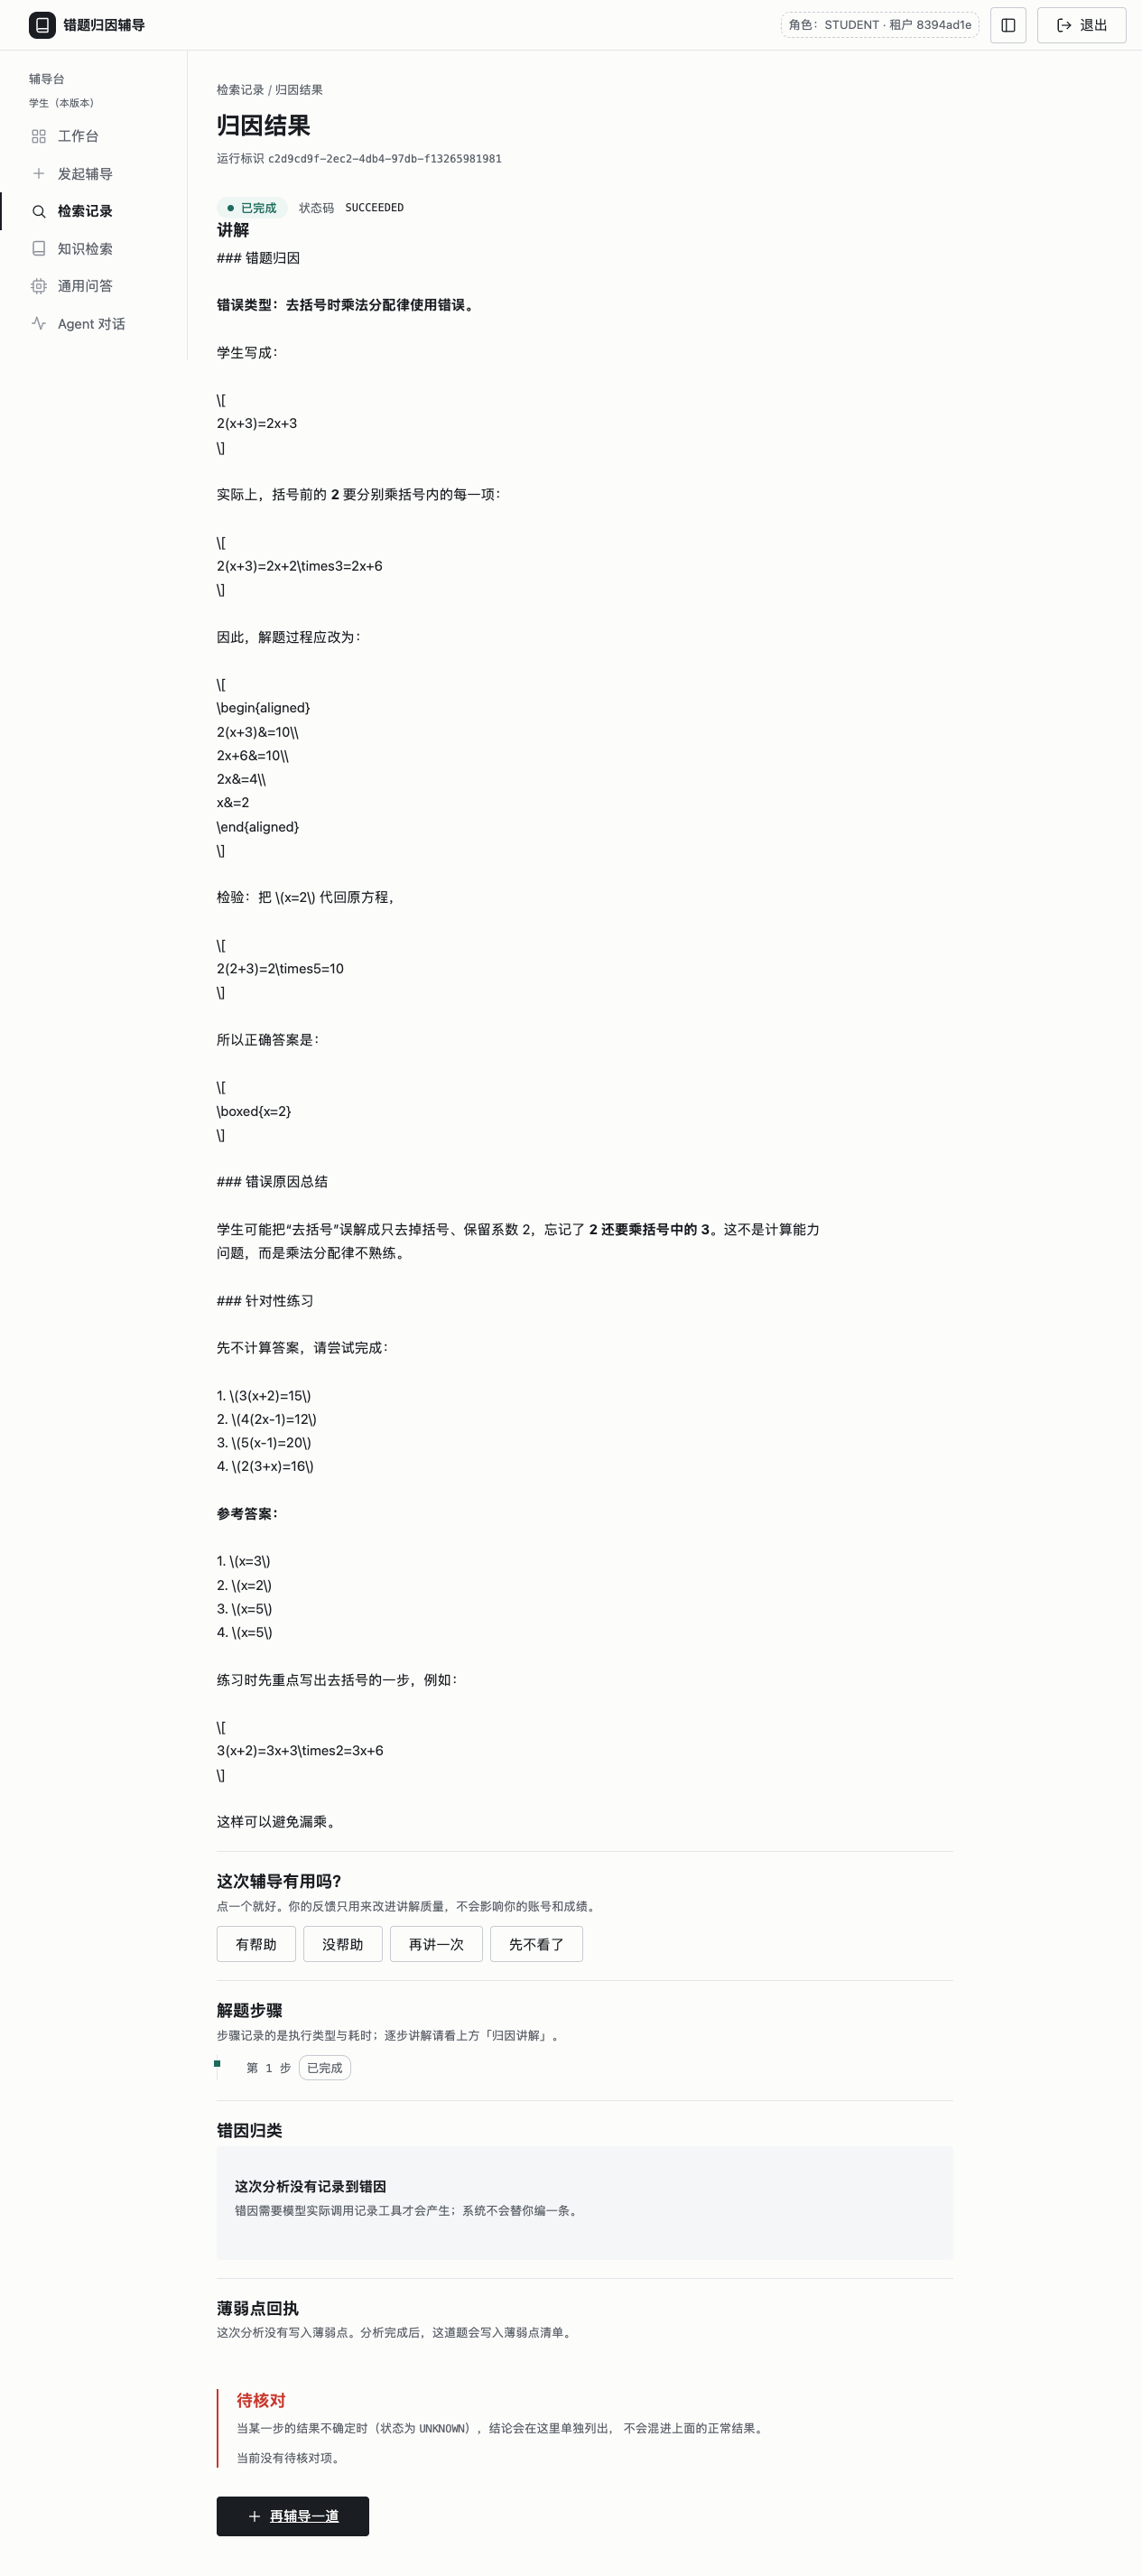 错题归因辅导
角色：STUDENT · 租户 8394ad1e
退出
辅导台
学生（本版本）
工作台
发起辅导
检索记录
知识检索
通用问答
Agent 对话
检索记录 / 归因结果
归因结果
运行标识 c2d9cd9f-2ec2-4db4-97db-f13265981981
已完成 状态码 SUCCEEDED
讲解
### 错题归因
错误类型：去括号时乘法分配律使用错误。
学生写成：
\[
2(x+3)=2x+3
\]
实际上，括号前的 2 要分别乘括号内的每一项：
\[
2(x+3)=2x+2\times3=2x+6
\]
因此，解题过程应改为：
\[
\begin{aligned}
2(x+3)&=10\\
2x+6&=10\\
2x&=4\\
x&=2
\end{aligned}
\]
检验：把 \(x=2\) 代回原方程，
\[
2(2+3)=2\times5=10
\]
所以正确答案是：
\[
\boxed{x=2}
\]
### 错误原因总结
学生可能把“去括号”误解成只去掉括号、保留系数 2，忘记了 2 还要乘括号中的 3。这不是计算能力
问题，而是乘法分配律不熟练。
### 针对性练习
先不计算答案，请尝试完成：
1. \(3(x+2)=15\)
2. \(4(2x-1)=12\)
3. \(5(x-1)=20\)
4. \(2(3+x)=16\)
参考答案：
1. \(x=3\)
2. \(x=2\)
3. \(x=5\)
4. \(x=5\)
练习时先重点写出去括号的一步，例如：
\[
3(x+2)=3x+3\times2=3x+6
\]
这样可以避免漏乘。
这次辅导有用吗？
点一个就好。你的反馈只用来改进讲解质量，不会影响你的账号和成绩。
有帮助 没帮助 再讲一次 先不看了
解题步骤
步骤记录的是执行类型与耗时；逐步讲解请看上方「归因讲解」。
第 1 步 已完成
错因归类
这次分析没有记录到错因
错因需要模型实际调用记录工具才会产生；系统不会替你编一条。
薄弱点回执
这次分析没有写入薄弱点。分析完成后，这道题会写入薄弱点清单。
待核对
当某一步的结果不确定时（状态为 UNKNOWN），结论会在这里单独列出， 不会混进上面的正常结果。
当前没有待核对项。
再辅导一道